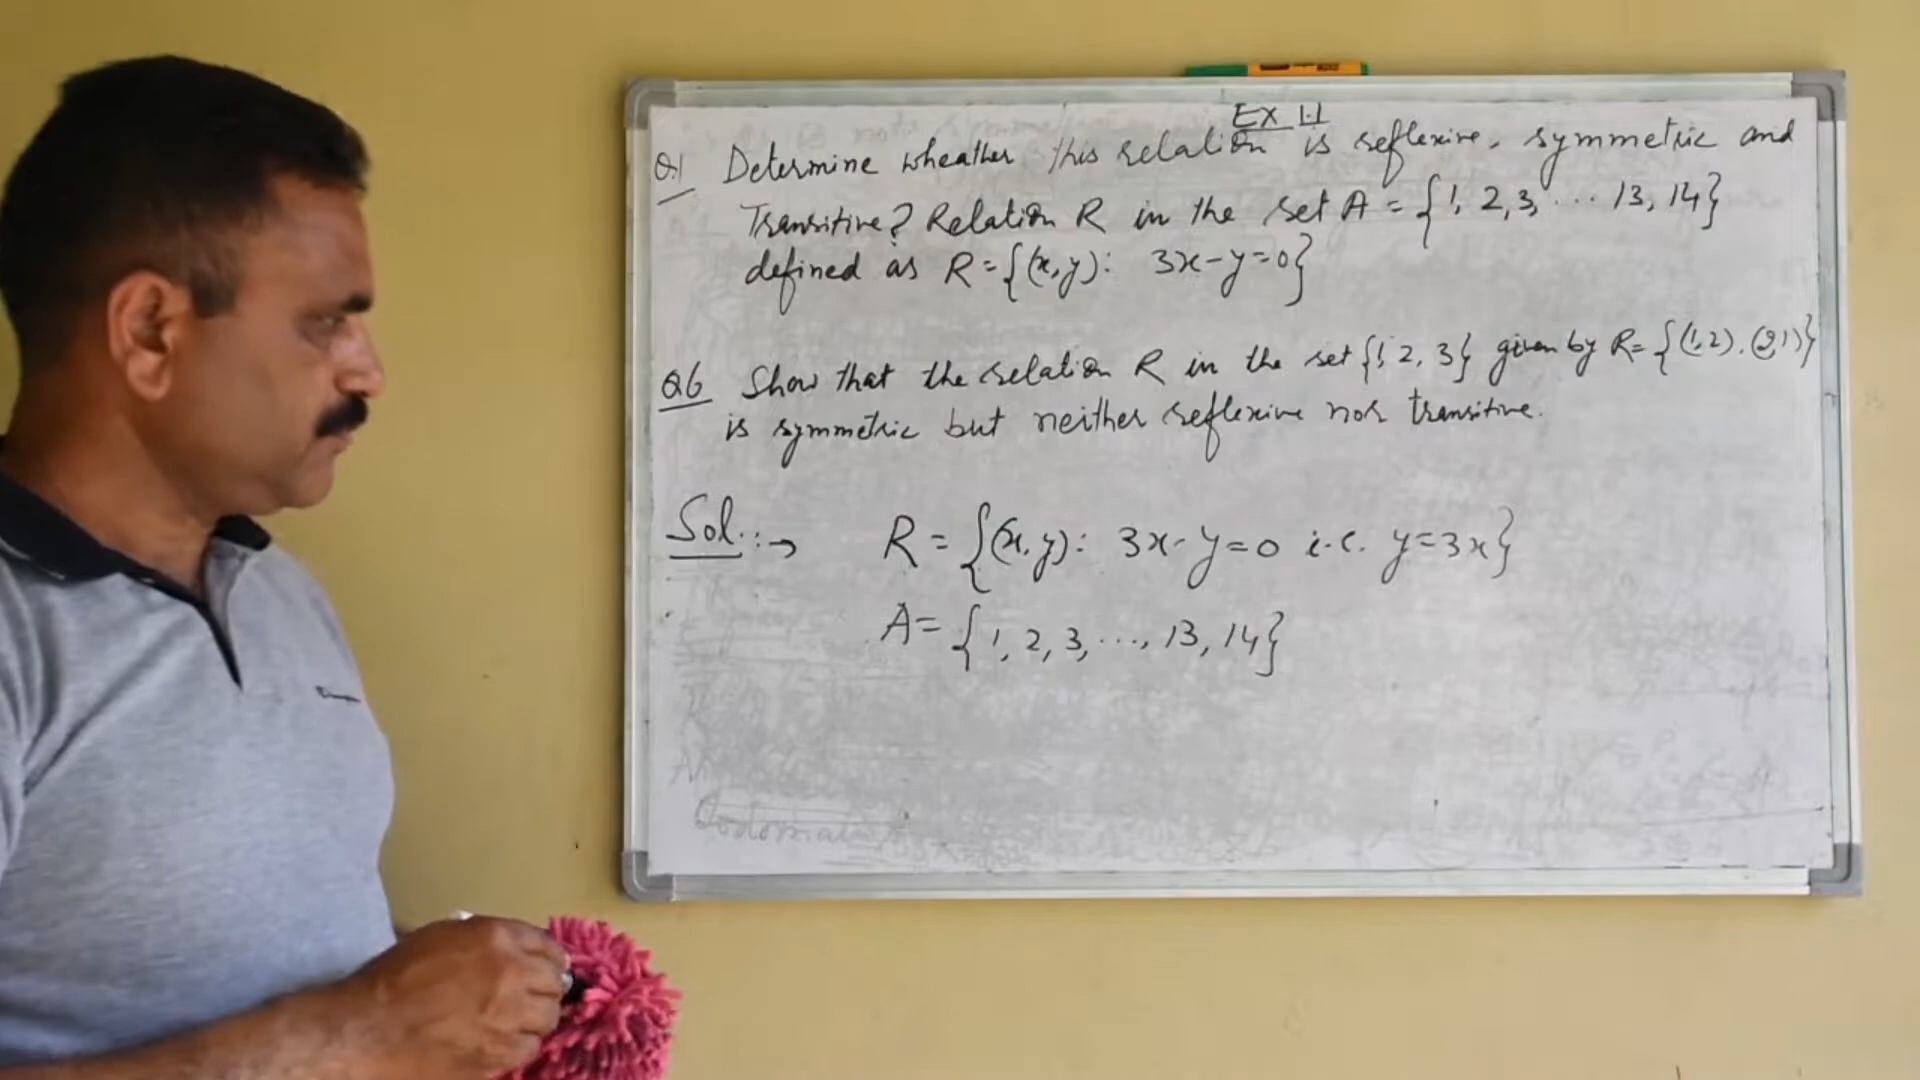 Ex 1.1
Q.1 Determine wheather this relation is reflexive, symmetric and
Transitive? Relation R in the set A = {1, 2, 3, ... 13, 14}
defined as R = {(x, y): 3x - y = 0}
Q6 Show that the relation R in the set {1, 2, 3} given by R = {(1, 2), (2, 1)}
is symmetric but neither reflexive nor transitive.
Sol.:→ R = {(x, y): 3x - y = 0 i.e. y = 3x}
A = {1, 2, 3, ..., 13, 14}